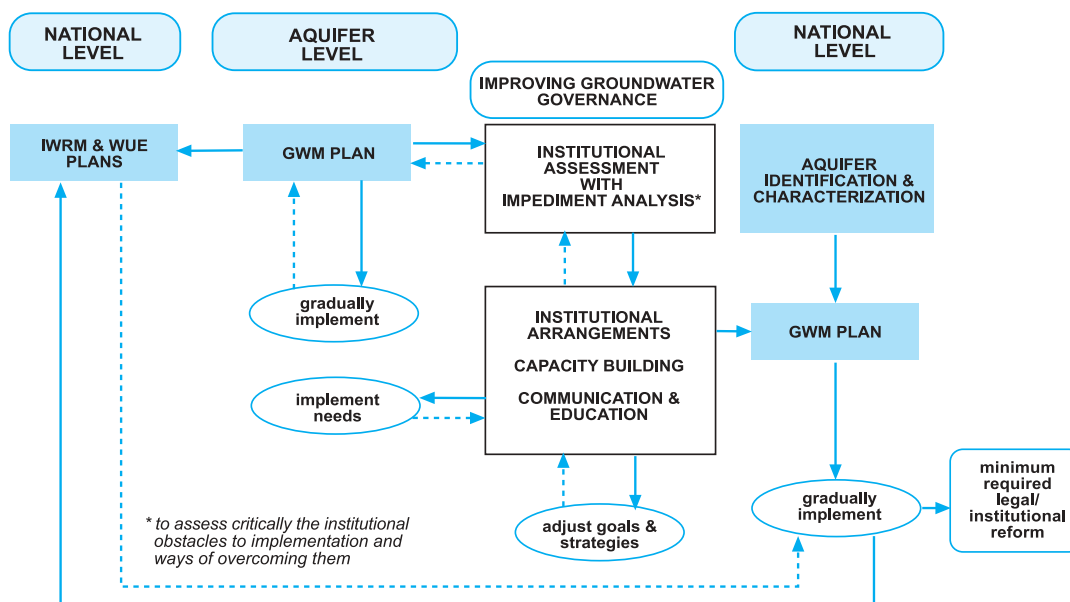 NATIONAL
LEVEL
AQUIFER
LEVEL
NATIONAL
LEVEL
IMPROVING GROUNDWATER
GOVERNANCE
IWRM & WUE
PLANS
GWM PLAN
INSTITUTIONAL
ASSESSMENT
WITH
IMPEDIMENT ANALYSIS*
AQUIFER
IDENTIFICATION &
CHARACTERIZATION
gradually
implement
INSTITUTIONAL
ARRANGEMENTS
CAPACITY BUILDING
COMMUNICATION &
EDUCATION
GWM PLAN
implement
needs
adjust goals &
strategies
gradually
implement
minimum
required
legal/
institutional
reform
* to assess critically the institutional
obstacles to implementation and
ways of overcoming them